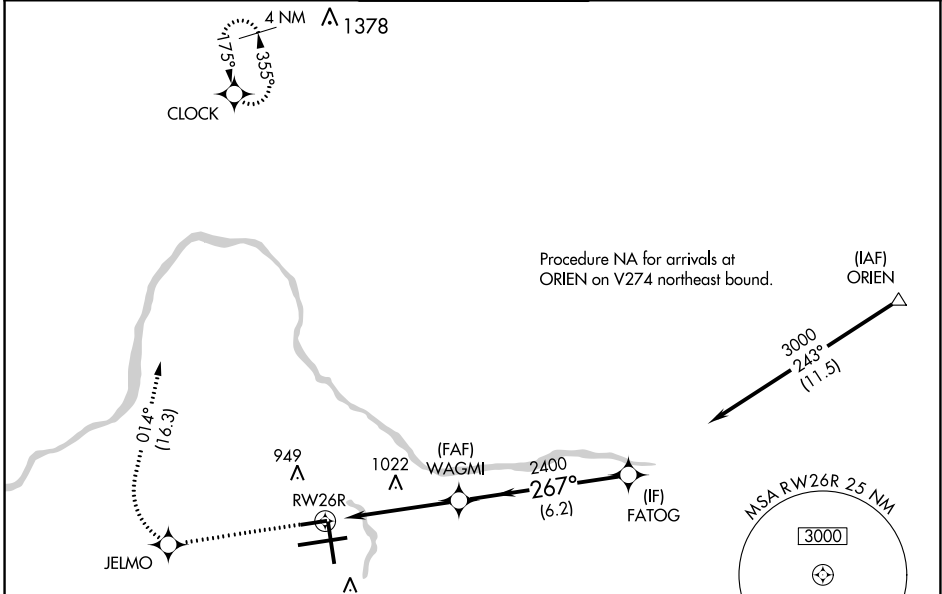 4 NM
1378
175°
355°
CLOCK
Procedure NA for arrivals at
ORIEN on V274 northeast bound.
(IAF)
ORIEN
3000
243°
(11.5)
014°
(16.3)
949
1022
(FAF)
WAGMI
2400
267°
(6.2)
(IF)
FATOG
RW26R
JELMO
MSA RW26R 25 NM
3000